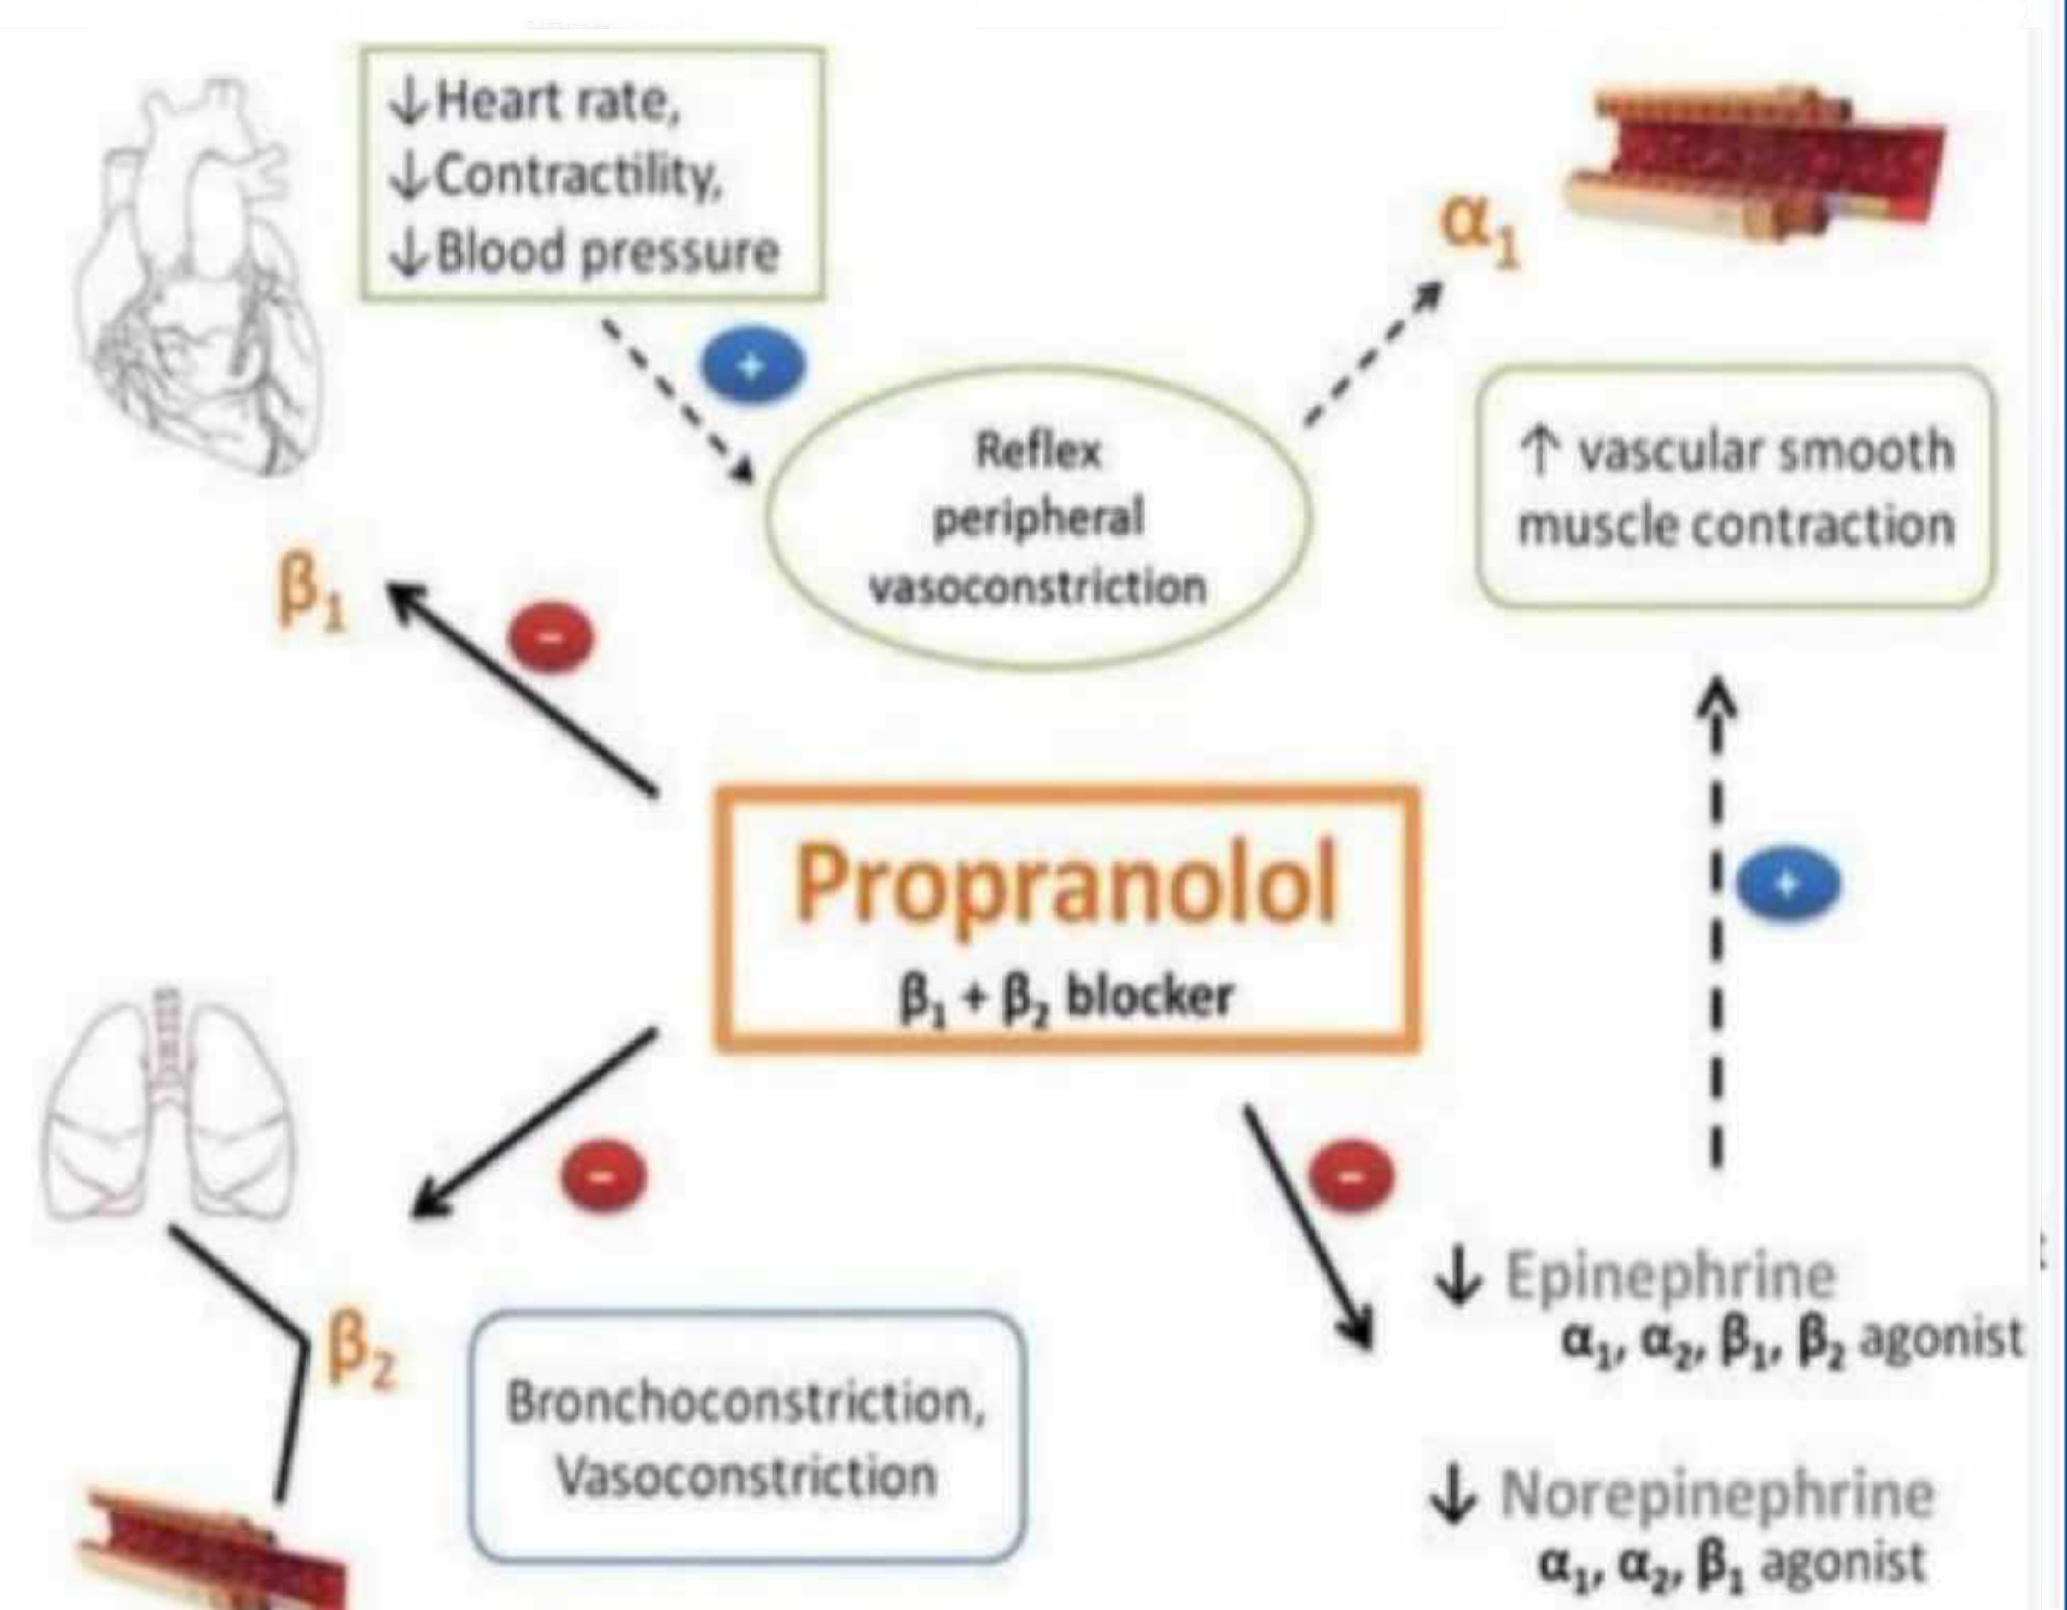 ↓Heart rate,
↓Contractility,
↓Blood pressure
+
α₁
Reflex
peripheral
vasoconstriction
↑ vascular smooth
muscle contraction
β₁
-
Propranolol
β₁ + β₂ blocker
+
-
-
β₂
Bronchoconstriction,
Vasoconstriction
↓ Epinephrine
α₁, α₂, β₁, β₂ agonist
↓ Norepinephrine
α₁, α₂, β₁ agonist